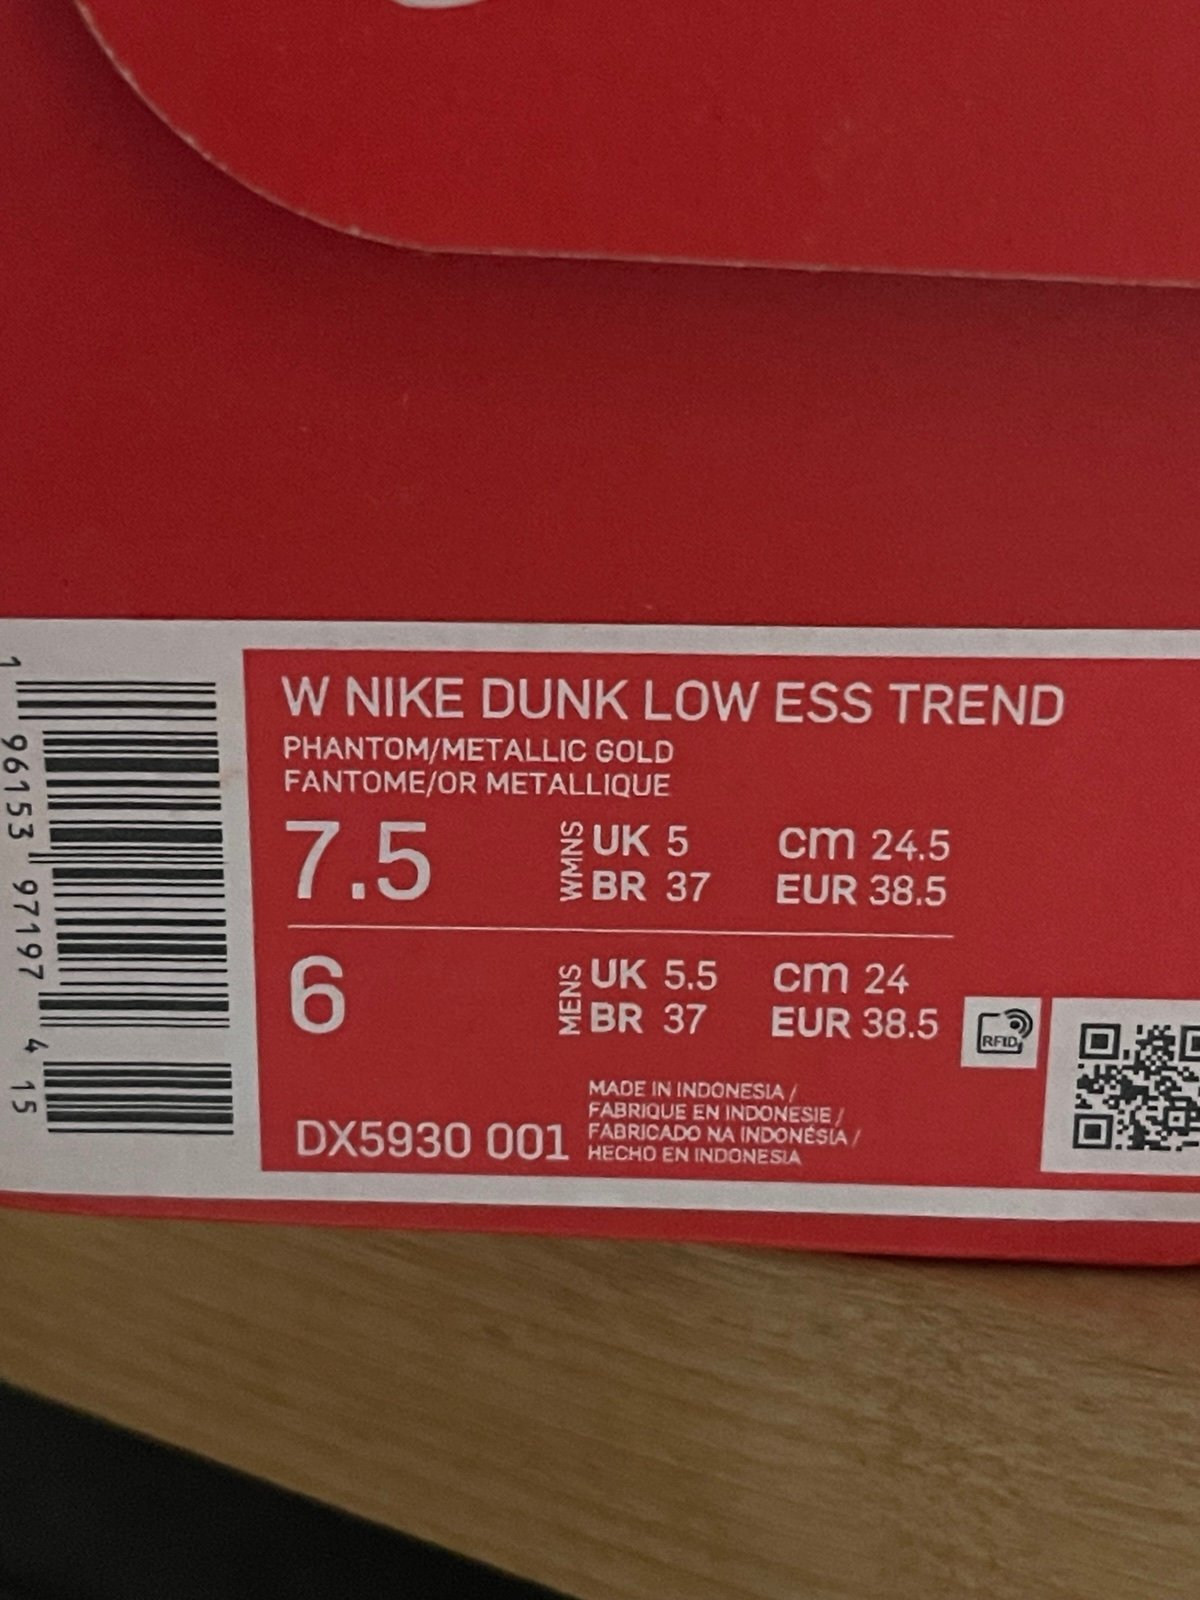 W NIKE DUNK LOW ESS TREND
PHANTOM/METALLIC GOLD
FANTOME/OR METALLIQUE
7.5 WMNS UK 5 cm 24.5
BR 37 EUR 38.5
6 MENS UK 5.5 cm 24
BR 37 EUR 38.5
RFID
DX5930 001
MADE IN INDONESIA /
FABRIQUE EN INDONESIE /
FABRICADO NA INDONÉSIA /
HECHO EN INDONESIA
1 96153 97197 4 15